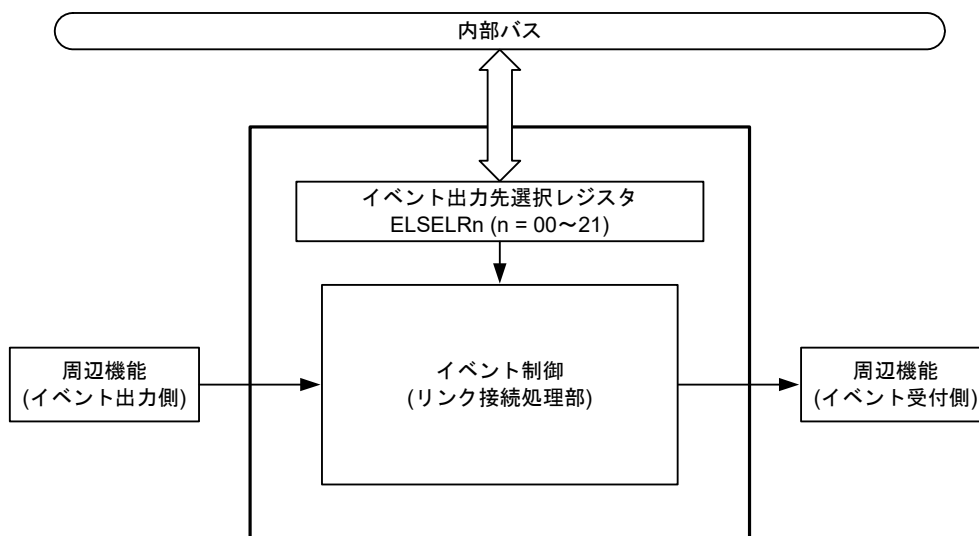 内部バス
イベント出力先選択レジスタ
ELSELRn (n = 00～21)
周辺機能
(イベント出力側)
イベント制御
(リンク接続処理部)
周辺機能
(イベント受付側)